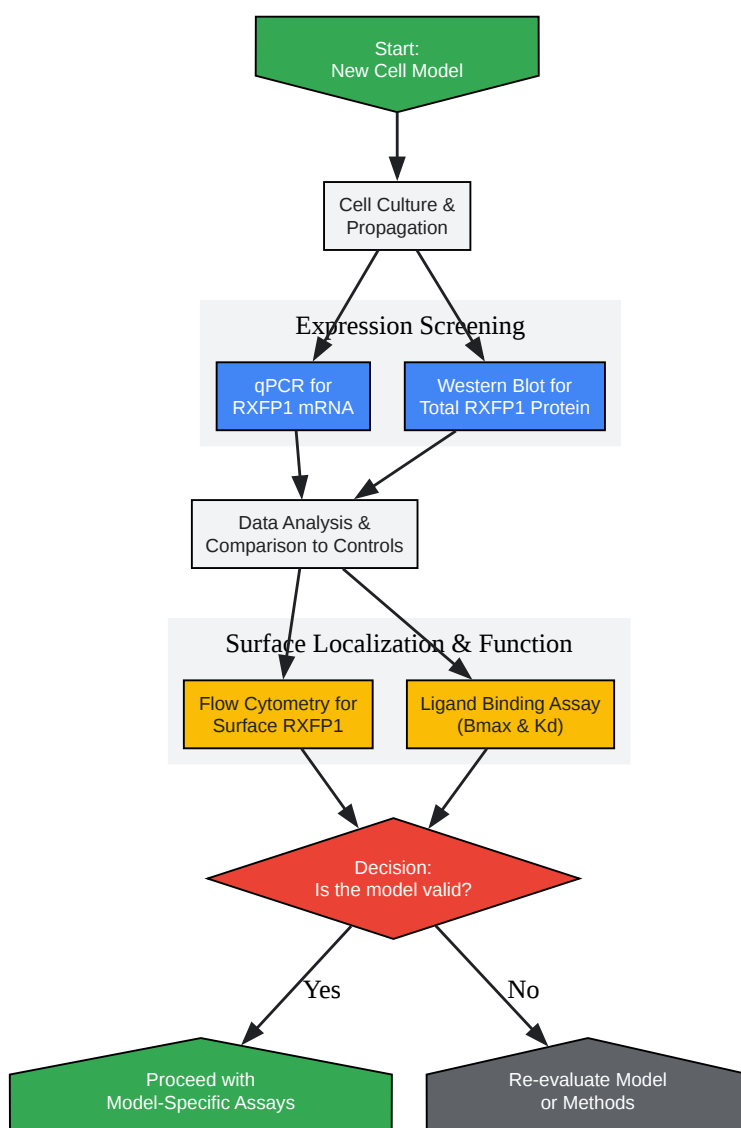 Start:
New Cell Model
Cell Culture &
Propagation
Expression Screening
qPCR for
RXFP1 mRNA
Western Blot for
Total RXFP1 Protein
Data Analysis &
Comparison to Controls
Surface Localization & Function
Flow Cytometry for
Surface RXFP1
Ligand Binding Assay
(Bmax & Kd)
Decision:
Is the model valid?
Yes
No
Proceed with
Model-Specific Assays
Re-evaluate Model
or Methods